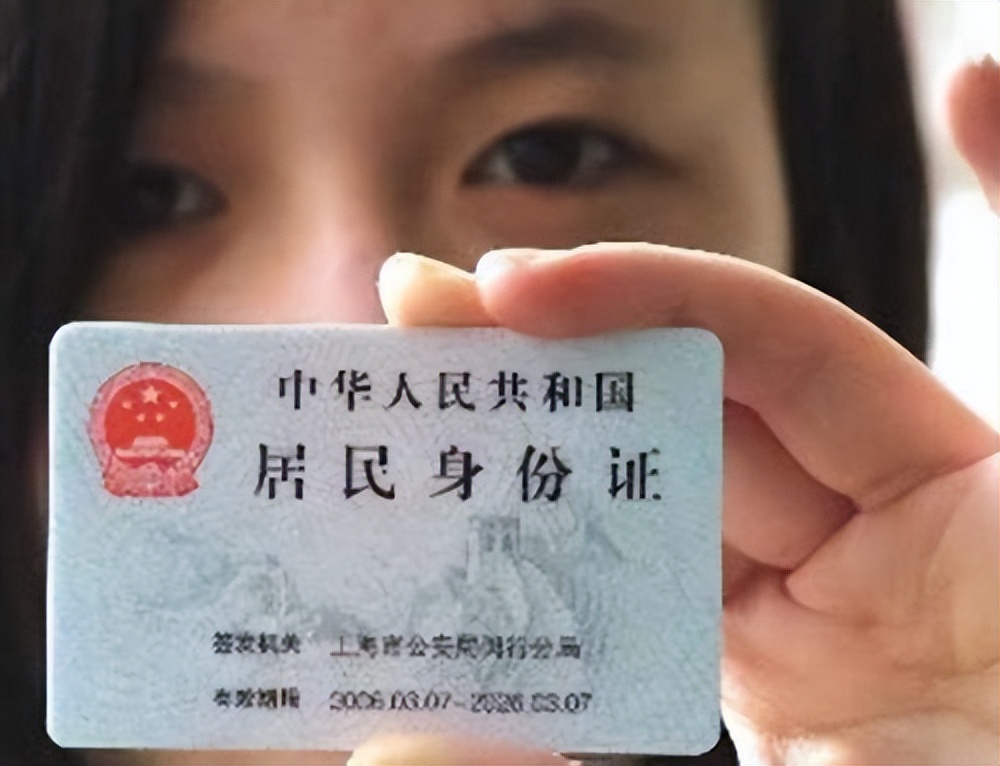 中华人民共和国
居民身份证
签发机关 上海市公安局闵行分局
有效期限 2006.03.07-2026.03.07